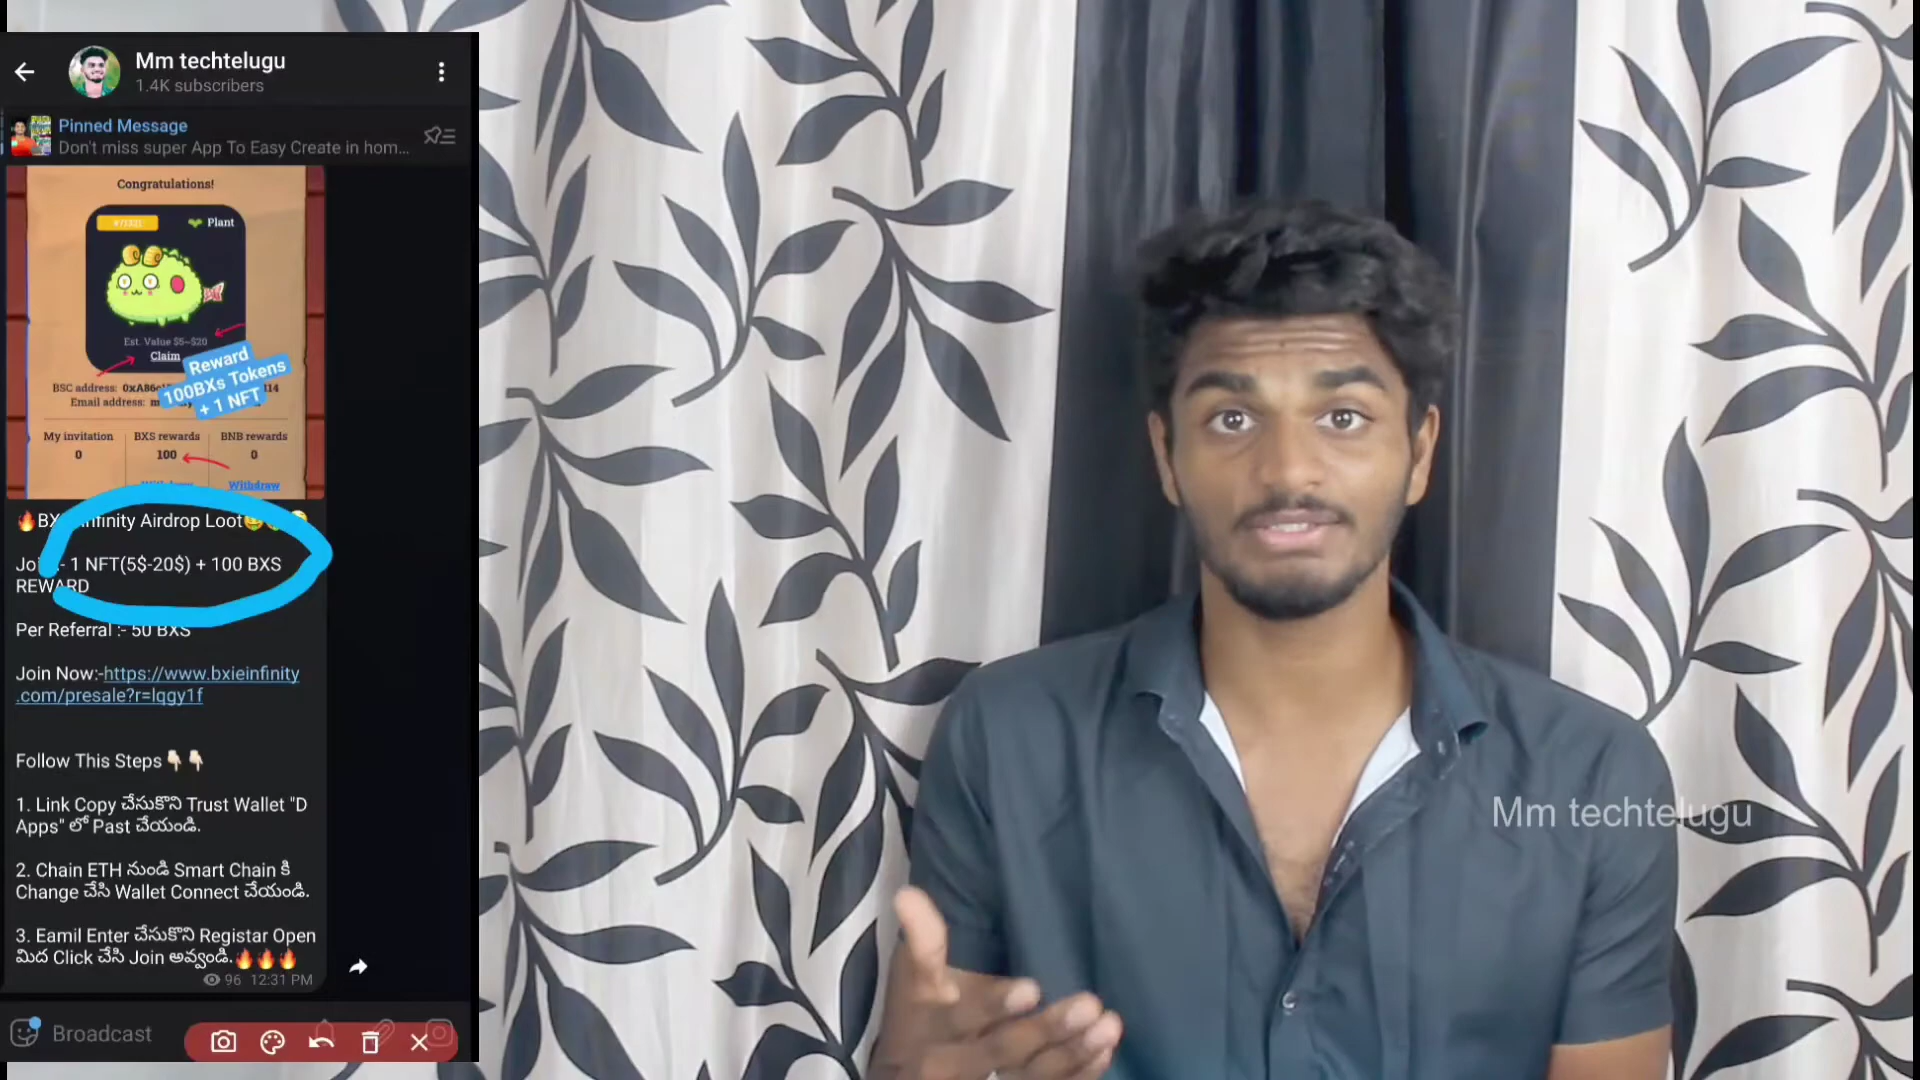 Mm techtelugu
1.4K subscribers
Pinned Message
Don't miss super App To Easy Create in hom...
Congratulations!
Plant
Est. Value $5~$20
Claim
Reward
100BXs Tokens
+ 1 NFT
BSC address: 0xA86
Email address:
My invitation BXS rewards BNB rewards
0 100 0
Withdraw
Infinity Airdrop Loot
1 NFT(5$-20$) + 100 BXS
REWARD
Per Referral :- 50 BXS
Join Now:-https://www.bxieinfinity
.com/presale?r=lqgy1f
Follow This Steps👇🏻👇🏻
1. Link Copy చేసుకొని Trust Wallet "D
Apps" లో Past చేయండి.
2. Chain ETH నుండి Smart Chain కి
Change చేసి Wallet Connect చేయండి.
3. Eamil Enter చేసుకొని Registar Open
మిద Click చేసి Join అవ్వండి.🔥🔥🔥
96 12:31 PM
Broadcast
Mm techtelugu